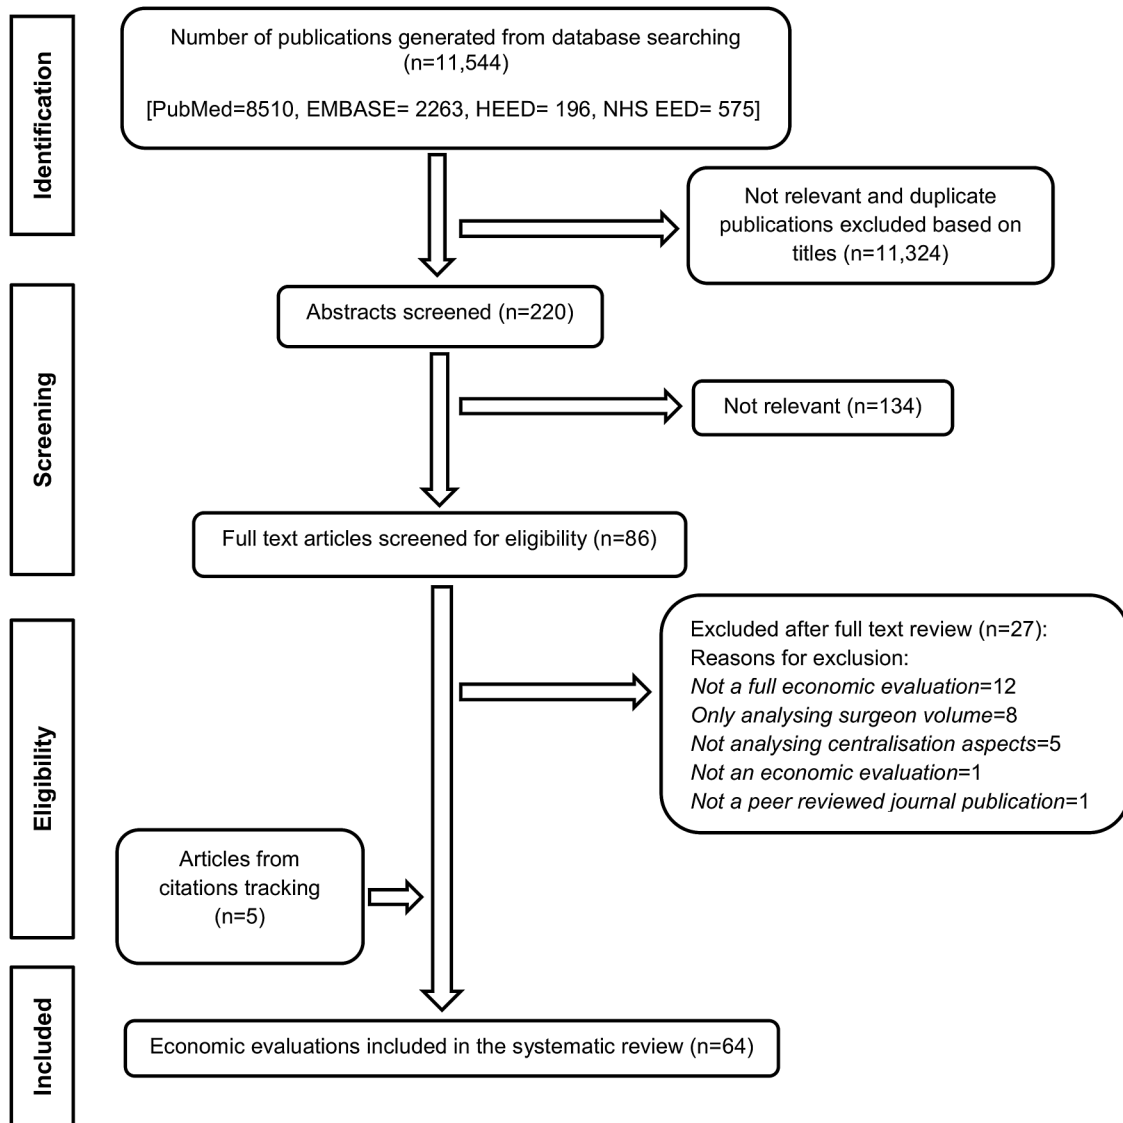 Identification
Number of publications generated from database searching
(n=11,544)
[PubMed=8510, EMBASE= 2263, HEED= 196, NHS EED= 575]
Not relevant and duplicate
publications excluded based on
titles (n=11,324)
Screening
Abstracts screened (n=220)
Not relevant (n=134)
Full text articles screened for eligibility (n=86)
Eligibility
Excluded after full text review (n=27):
Reasons for exclusion:
Not a full economic evaluation=12
Only analysing surgeon volume=8
Not analysing centralisation aspects=5
Not an economic evaluation=1
Not a peer reviewed journal publication=1
Articles from
citations tracking
(n=5)
Included
Economic evaluations included in the systematic review (n=64)